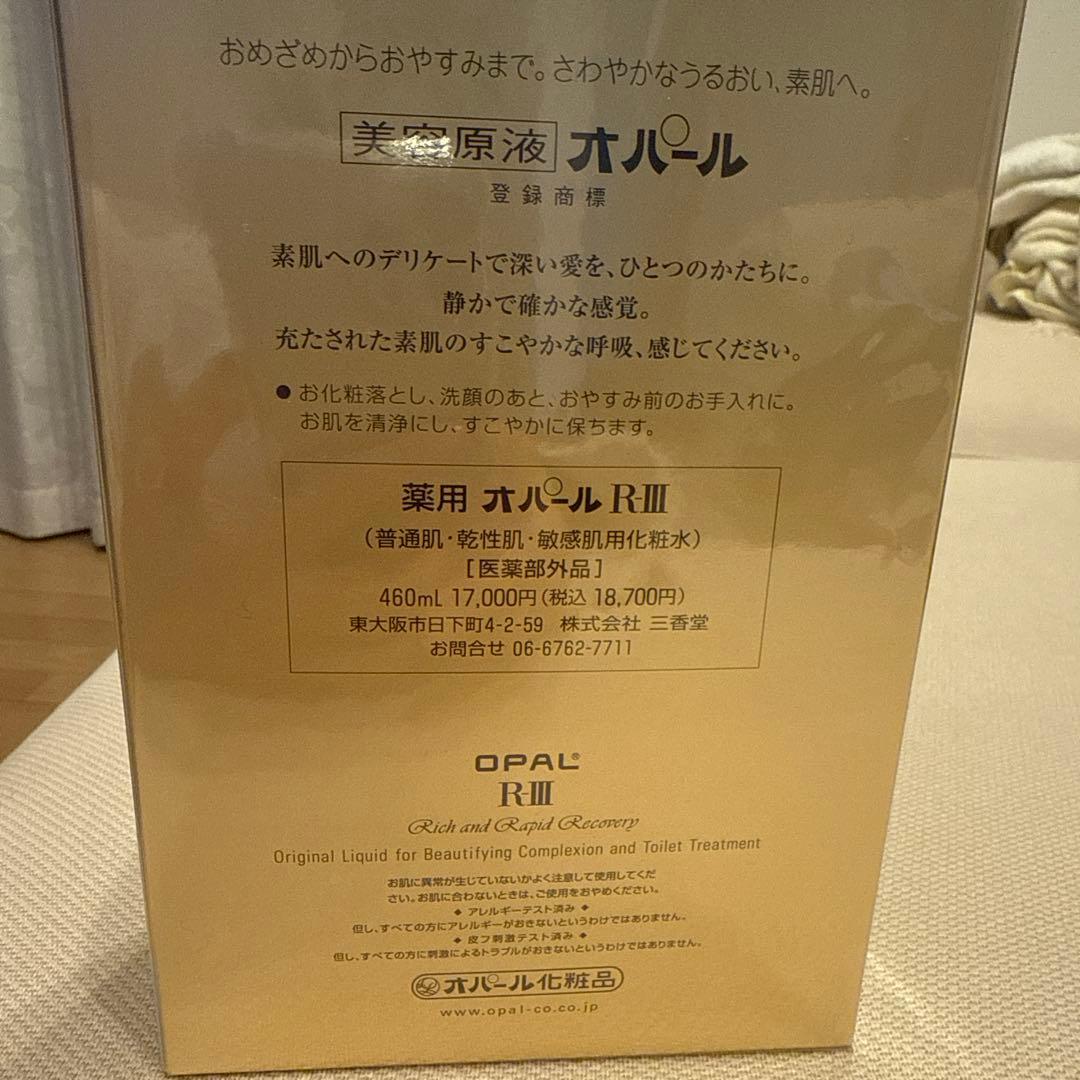 おめざめからおやすみまで。さわやかなうるおい、素肌へ。
美容原液 オパール
登録商標
素肌へのデリケートで深い愛を、ひとつのかたちに。
静かで確かな感覚。
充たされた素肌のすこやかな呼吸、感じてください。
● お化粧落とし、洗顔のあと、おやすみ前のお手入れに。
お肌を清浄にし、すこやかに保ちます。
薬用 オパール R-III
(普通肌・乾性肌・敏感肌用化粧水)
[医薬部外品]
460mL 17,000円(税込 18,700円)
東大阪市日下町4-2-59 株式会社 三香堂
お問合せ 06-6762-7711
OPAL®
R-III
Rich and Rapid Recovery
Original Liquid for Beautifying Complexion and Toilet Treatment
お肌に異常が生じていないかよく注意して使用してくだ
さい。お肌に合わないときは、ご使用をおやめください。
◆ アレルギーテスト済み ◆
但し、すべての方にアレルギーがおきないというわけではありません。
◆ 皮フ刺激テスト済み ◆
但し、すべての方に刺激によるトラブルがおきないというわけではありません。
オパール化粧品
www.opal-co.co.jp